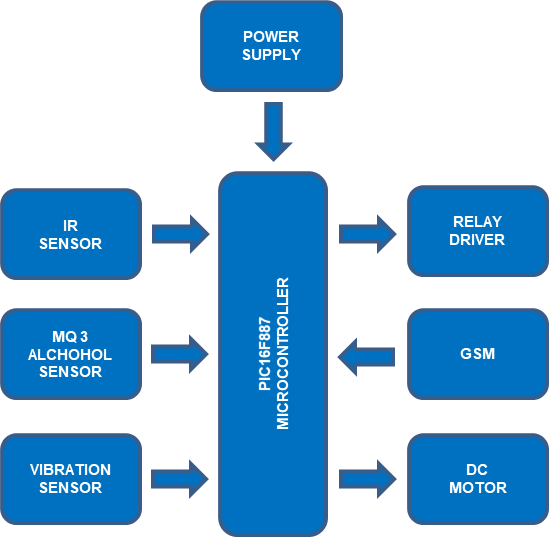 POWER
SUPPLY
IR
SENSOR
RELAY
DRIVER
PIC16F887
MICROCONTROLLER
MQ 3
ALCHOHOL
SENSOR
GSM
VIBRATION
SENSOR
DC
MOTOR